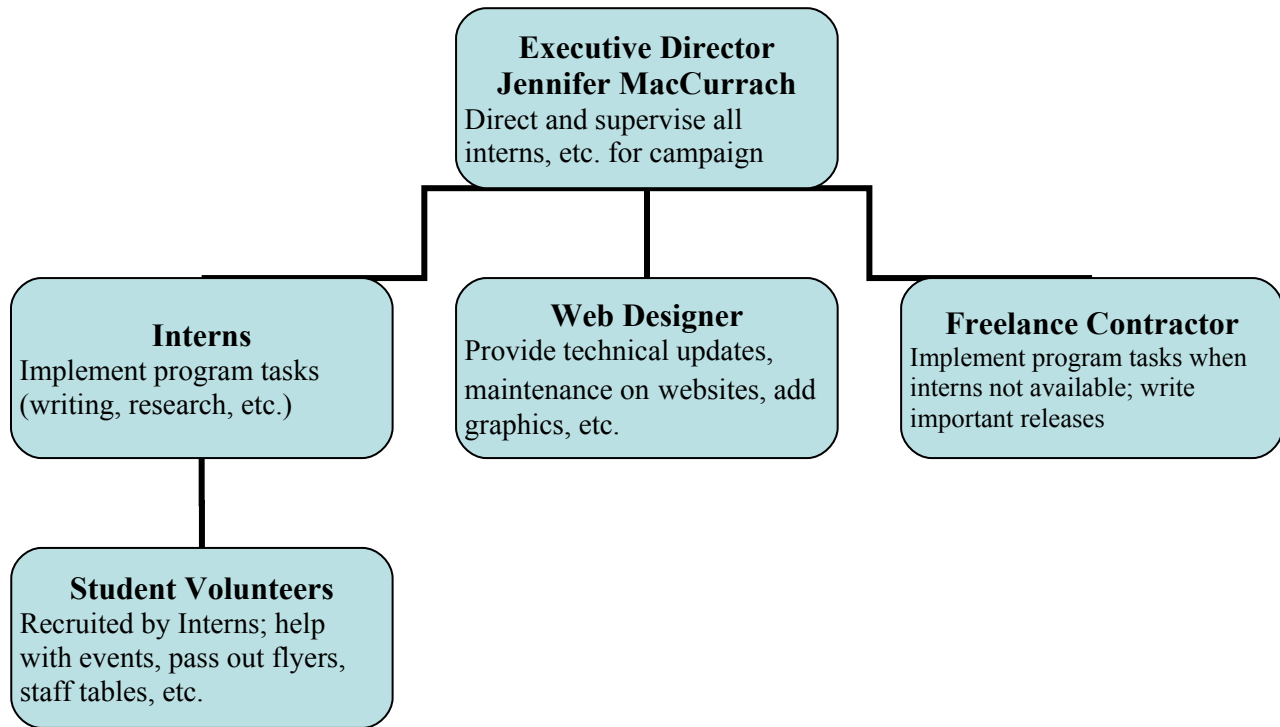 Executive Director
Jennifer MacCurrach
Direct and supervise all
interns, etc. for campaign
Interns
Implement program tasks
(writing, research, etc.)
Web Designer
Provide technical updates,
maintenance on websites, add
graphics, etc.
Freelance Contractor
Implement program tasks when
interns not available; write
important releases
Student Volunteers
Recruited by Interns; help
with events, pass out flyers,
staff tables, etc.